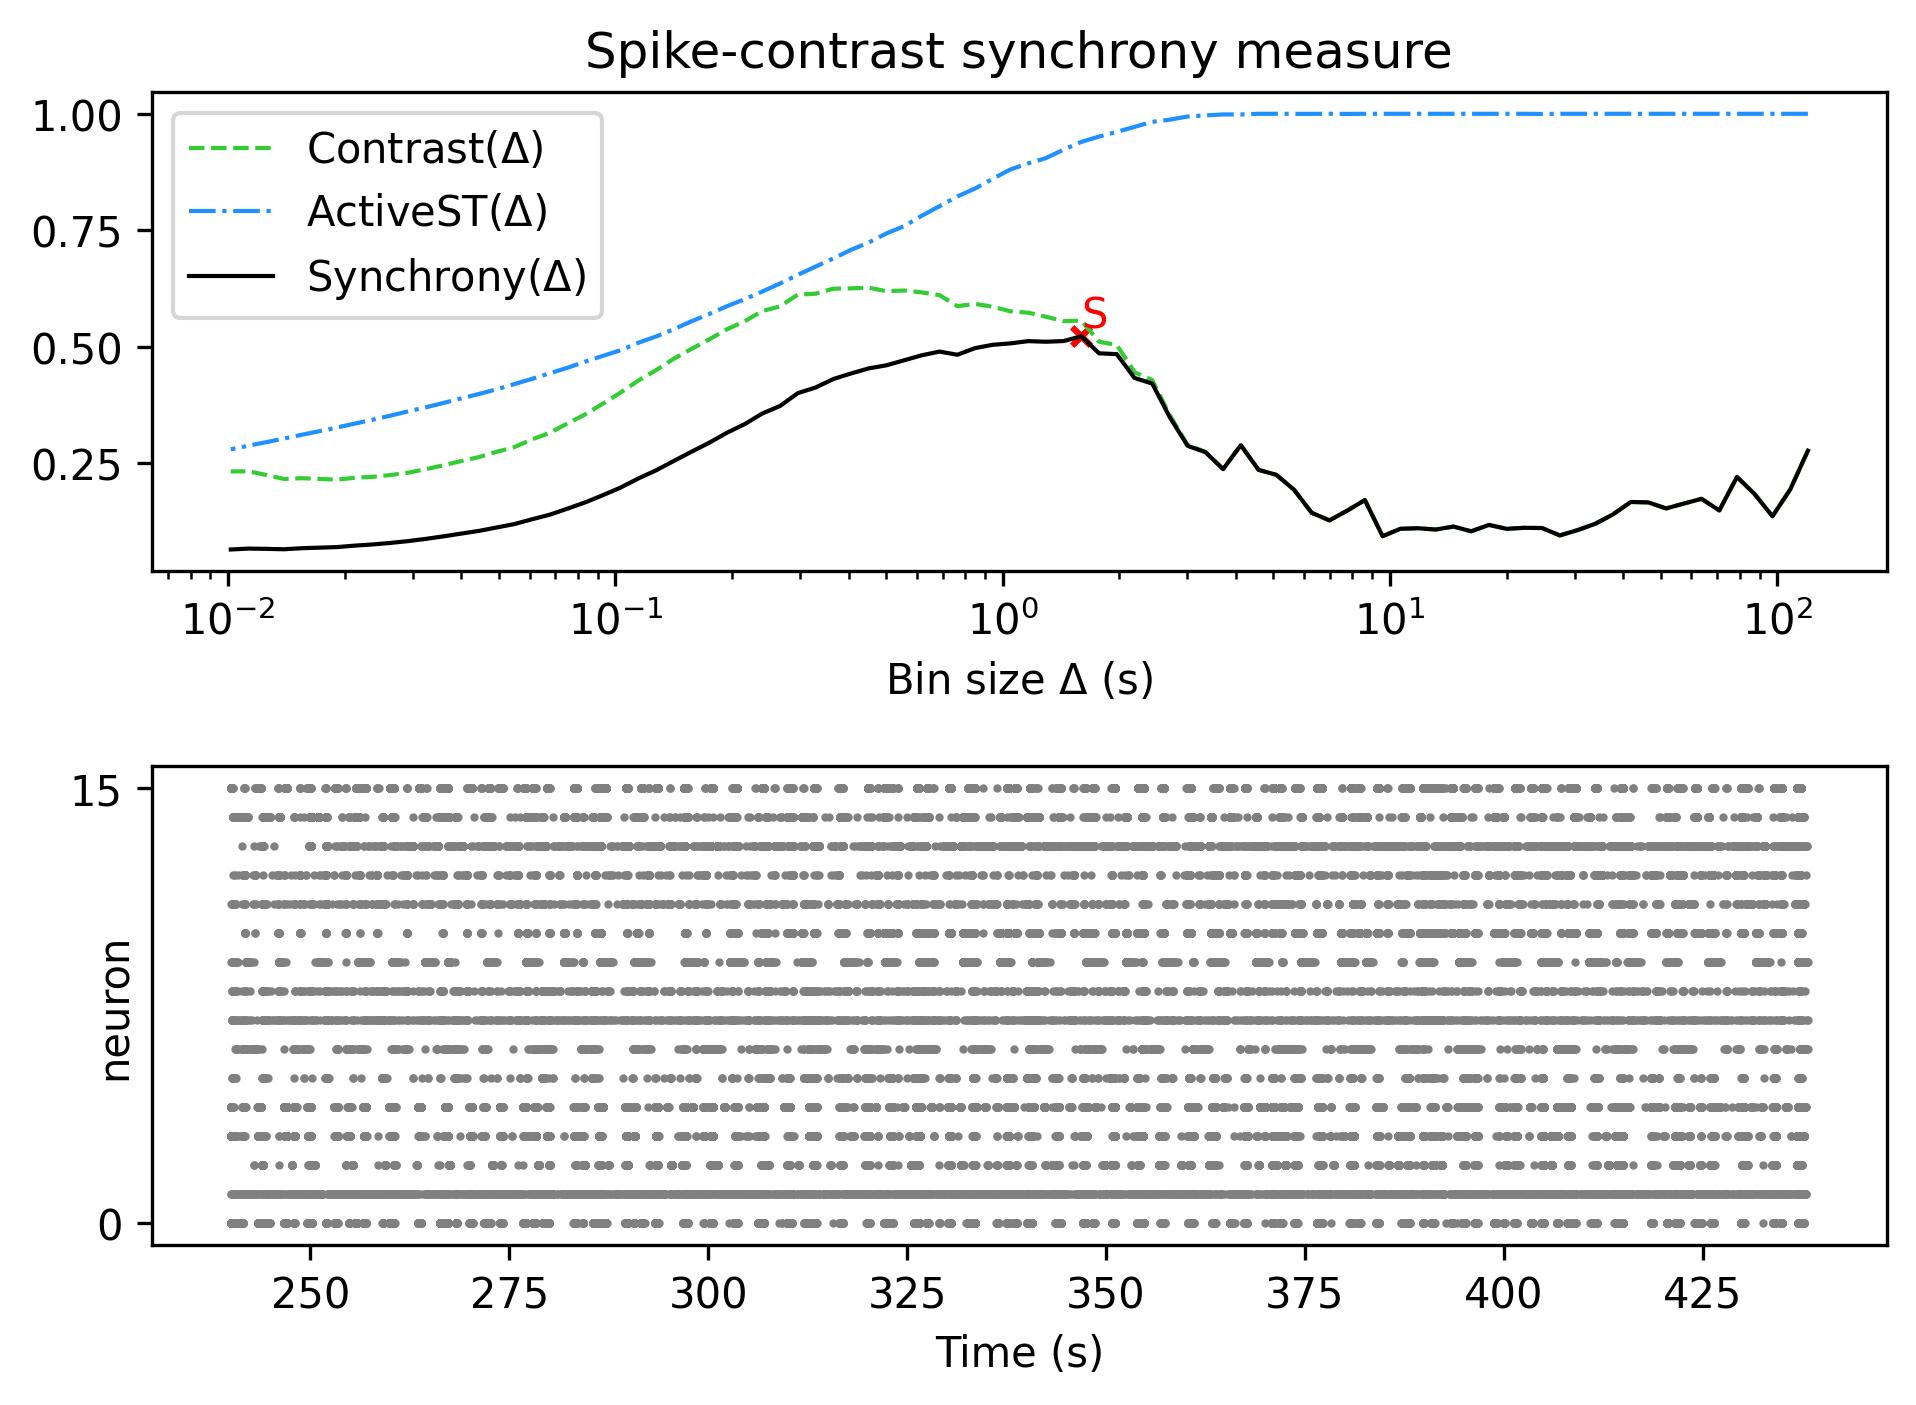 Spike-contrast synchrony measure
1.00
0.75
0.50
0.25
Contrast(Δ)
ActiveST(Δ)
Synchrony(Δ)
S
10⁻² 10⁻¹ 10⁰ 10¹ 10²
Bin size Δ (s)
15
0
neuron
250 275 300 325 350 375 400 425
Time (s)